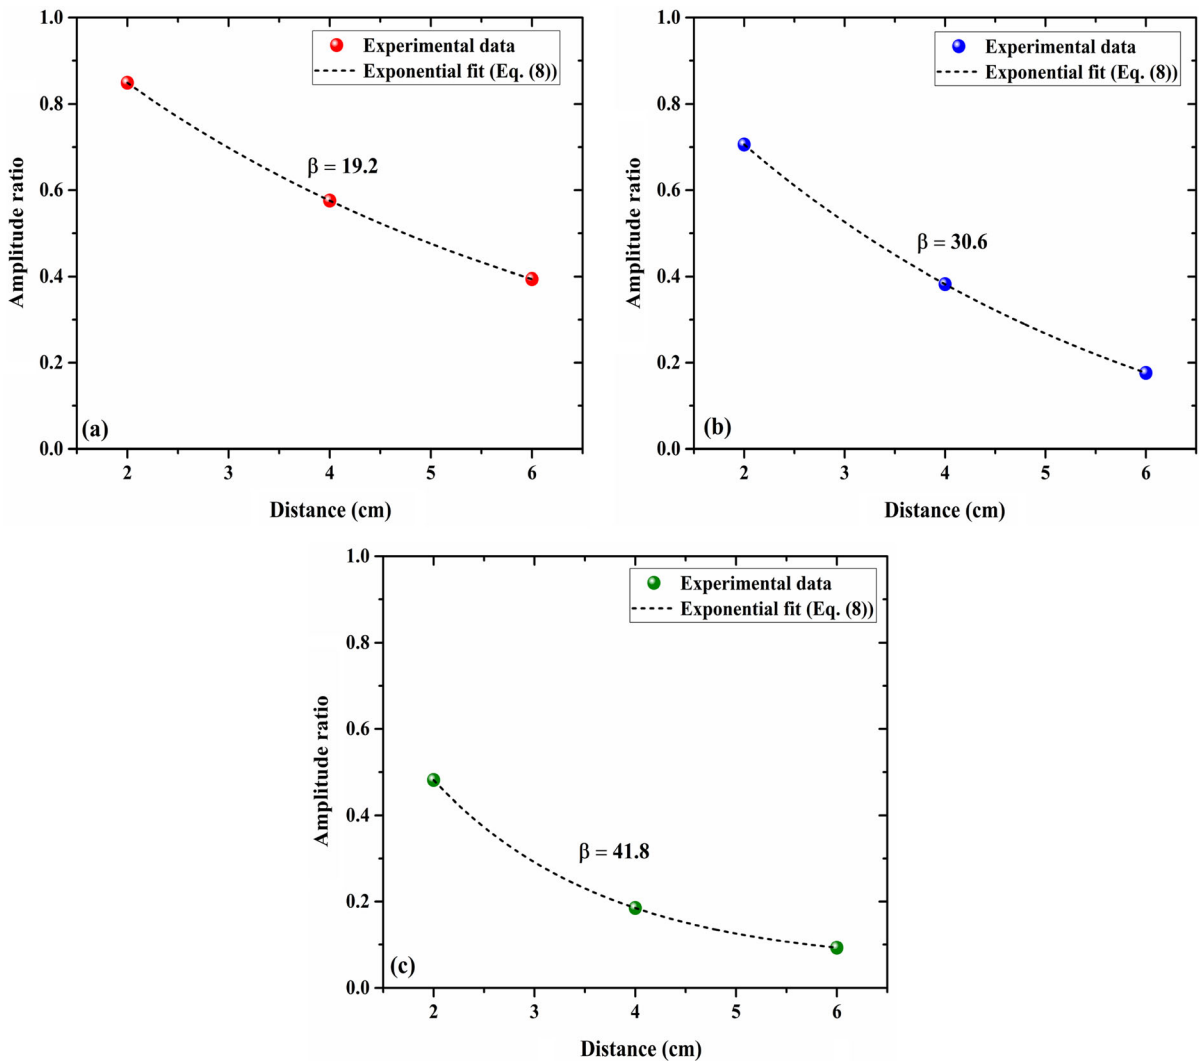 1.0
0.8
0.6
0.4
0.2
0.0
Amplitude ratio
Experimental data
Exponential fit (Eq. (8))
β = 19.2
(a)
2 3 4 5 6
Distance (cm)
1.0
0.8
0.6
0.4
0.2
0.0
Amplitude ratio
Experimental data
Exponential fit (Eq. (8))
β = 30.6
(b)
2 3 4 5 6
Distance (cm)
1.0
0.8
0.6
0.4
0.2
0.0
Amplitude ratio
Experimental data
Exponential fit (Eq. (8))
β = 41.8
(c)
2 3 4 5 6
Distance (cm)